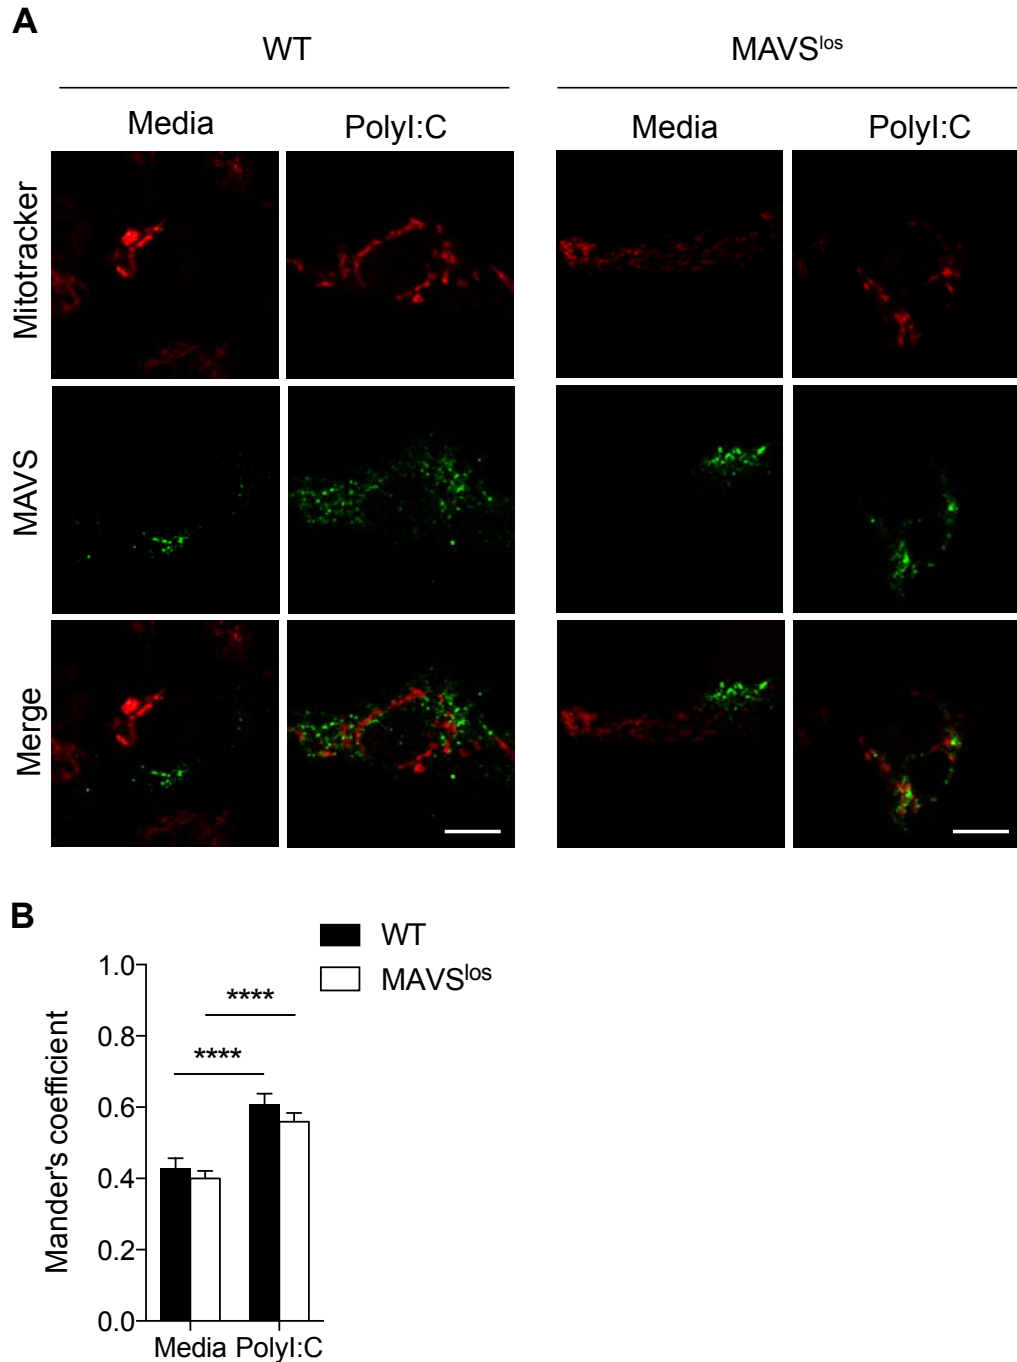 A
WT
MAVSlos
Media
PolyI:C
Media
PolyI:C
Mitotracker
MAVS
Merge
B
WT
MAVSlos
Mander's coefficient
1.0
0.8
0.6
0.4
0.2
0.0
****
****
Media
PolyI:C